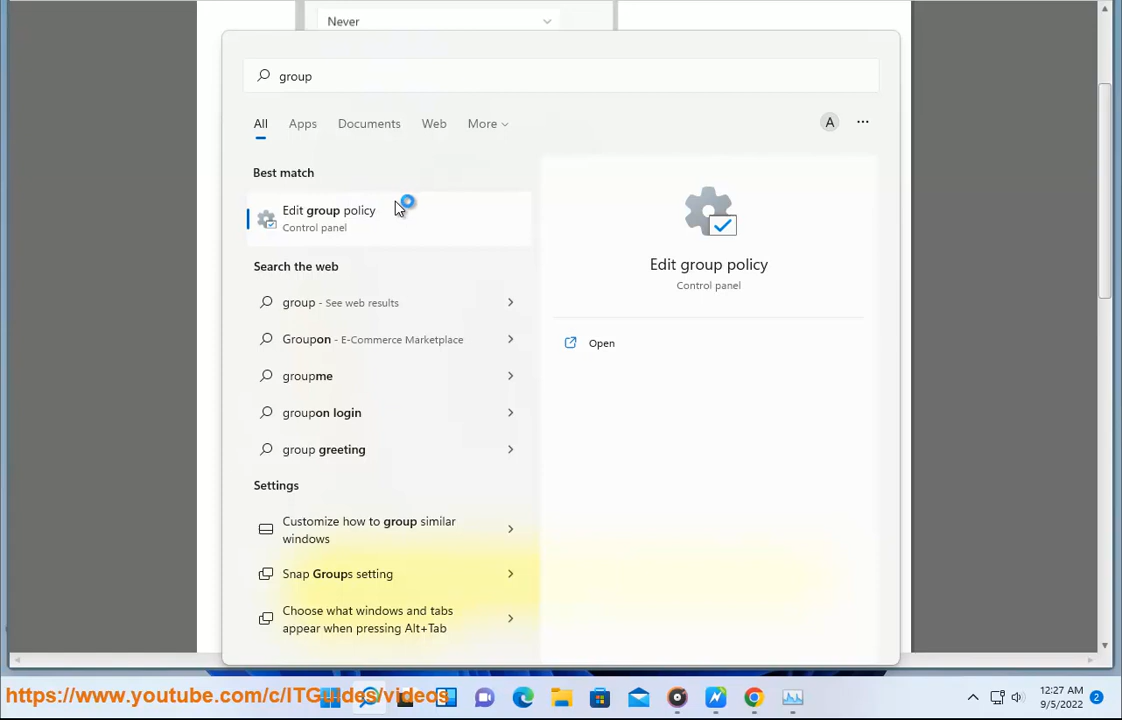 Never
group
All Apps Documents Web More
A
Best match
Edit group policy
Control panel
Search the web
group - See web results
Groupon - E-Commerce Marketplace
groupme
groupon login
group greeting
Settings
Customize how to group similar
windows
Snap Groups setting
Choose what windows and tabs
appear when pressing Alt+Tab
Edit group policy
Control panel
Open
https://www.youtube.com/c/ITGuides/videos
12:27 AM
9/5/2022
2